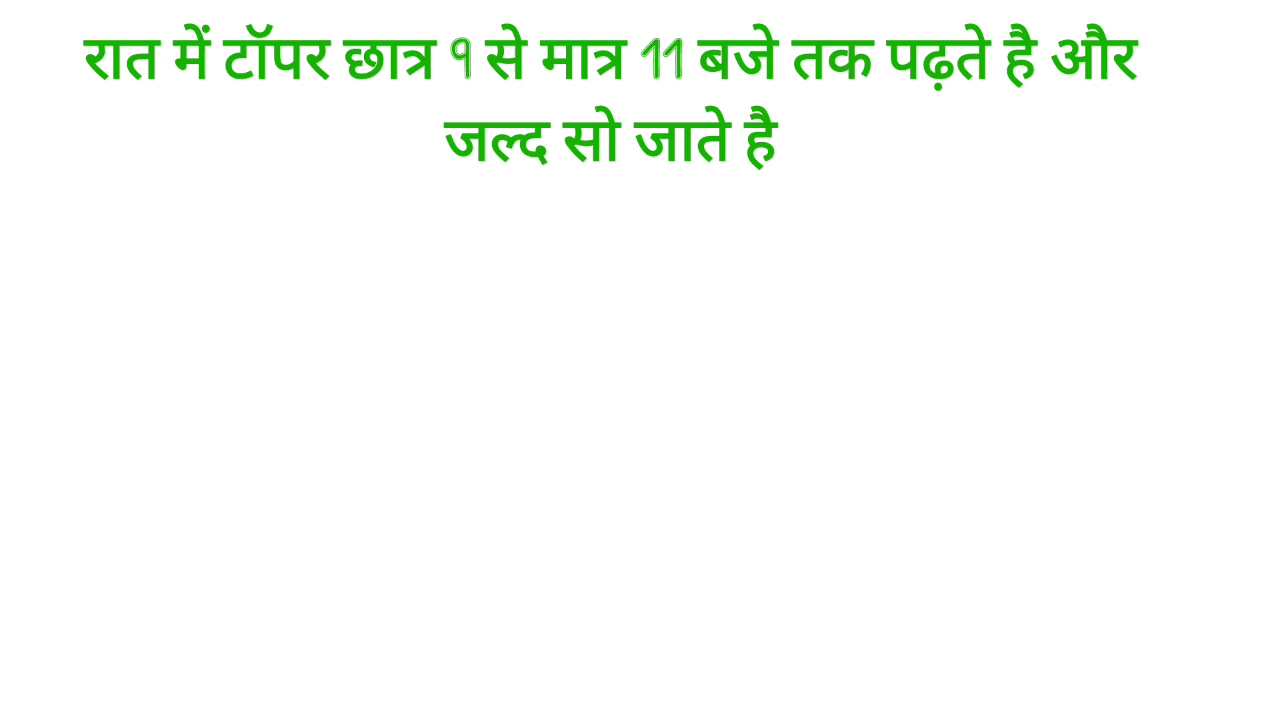 रात में टॉपर छात्र 9 से मात्र 11 बजे तक पढ़ते है और
जल्द सो जाते है